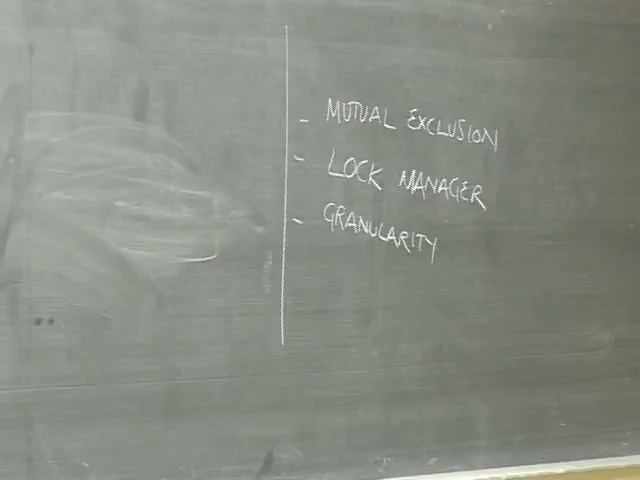 - MUTUAL EXCLUSION
- LOCK MANAGER
- GRANULARITY